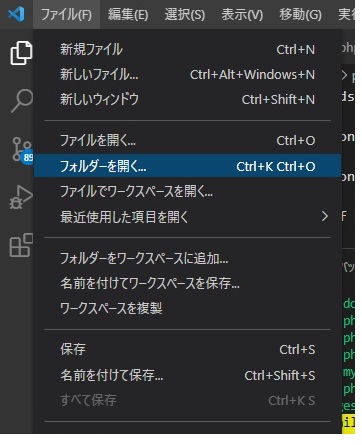 ファイル(F) 編集(E) 選択(S) 表示(V) 移動(G)
新規ファイル Ctrl+N
新しいファイル... Ctrl+Alt+Windows+N
新しいウィンドウ Ctrl+Shift+N
ファイルを開く... Ctrl+O
フォルダーを開く... Ctrl+K Ctrl+O
ファイルでワークスペースを開く...
最近使用した項目を開く
フォルダーをワークスペースに追加...
名前を付けてワークスペースを保存...
ワークスペースを複製
保存 Ctrl+S
名前を付けて保存... Ctrl+Shift+S
すべて保存 Ctrl+K S